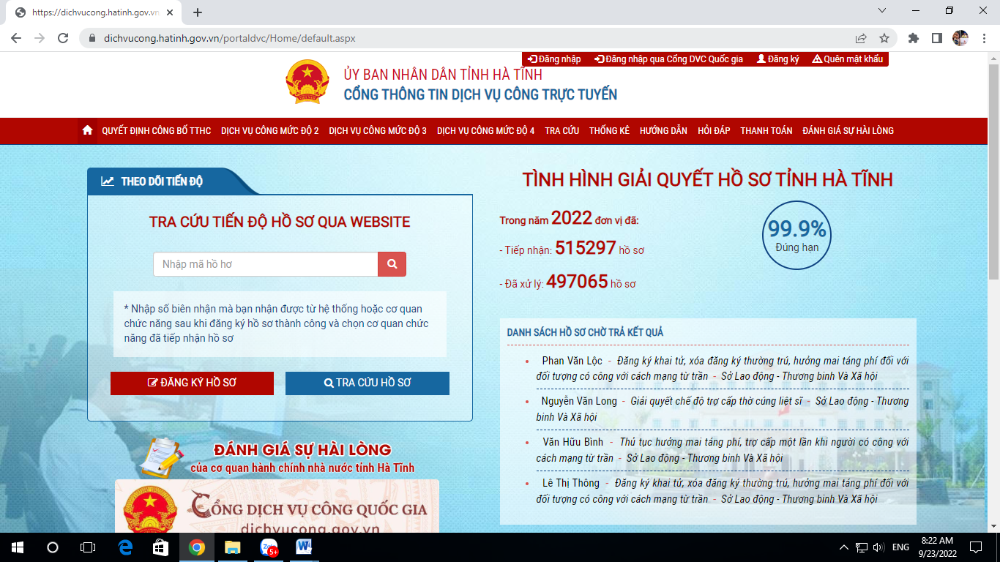 https://dichvucong.hatinh.gov.vn
dichvucong.hatinh.gov.vn/portaldvc/Home/default.aspx
Đăng nhập Đăng nhập qua Cổng DVC Quốc gia Đăng ký Quên mật khẩu
ỦY BAN NHÂN DÂN TỈNH HÀ TĨNH
CỔNG THÔNG TIN DỊCH VỤ CÔNG TRỰC TUYẾN
QUYẾT ĐỊNH CÔNG BỐ TTHC DỊCH VỤ CÔNG MỨC ĐỘ 2 DỊCH VỤ CÔNG MỨC ĐỘ 3 DỊCH VỤ CÔNG MỨC ĐỘ 4 TRA CỨU THỐNG KÊ HƯỚNG DẪN HỎI ĐÁP THANH TOÁN ĐÁNH GIÁ SỰ HÀI LÒNG
THEO DÕI TIẾN ĐỘ
TRA CỨU TIẾN ĐỘ HỒ SƠ QUA WEBSITE
Nhập mã hồ hơ
* Nhập số biên nhận mà bạn nhận được từ hệ thống hoặc cơ quan
chức năng sau khi đăng ký hồ sơ thành công và chọn cơ quan chức
năng đã tiếp nhận hồ sơ
ĐĂNG KÝ HỒ SƠ TRA CỨU HỒ SƠ
ĐÁNH GIÁ SỰ HÀI LÒNG
của cơ quan hành chính nhà nước tỉnh Hà Tĩnh
CỔNG DỊCH VỤ CÔNG QUỐC GIA
dichvucong.gov.vn
TÌNH HÌNH GIẢI QUYẾT HỒ SƠ TỈNH HÀ TĨNH
Trong năm 2022 đơn vị đã:
- Tiếp nhận: 515297 hồ sơ
- Đã xử lý: 497065 hồ sơ
99.9%
Đúng hạn
DANH SÁCH HỒ SƠ CHỜ TRẢ KẾT QUẢ
Phan Văn Lộc - Đăng ký khai tử, xóa đăng ký thường trú, hưởng mai táng phí đối với
đối tượng có công với cách mạng từ trần - Sở Lao động - Thương binh Và Xã hội
Nguyễn Văn Long - Giải quyết chế độ trợ cấp thờ cúng liệt sĩ - Sở Lao động - Thương
binh Và Xã hội
Văn Hữu Bình - Thủ tục hưởng mai táng phí, trợ cấp một lần khi người có công với
cách mạng từ trần - Sở Lao động - Thương binh Và Xã hội
Lê Thị Thông - Đăng ký khai tử, xóa đăng ký thường trú, hưởng mai táng phí đối với
đối tượng có công với cách mạng từ trần - Sở Lao động - Thương binh Và Xã hội
5+
ENG
8:22 AM
9/23/2022